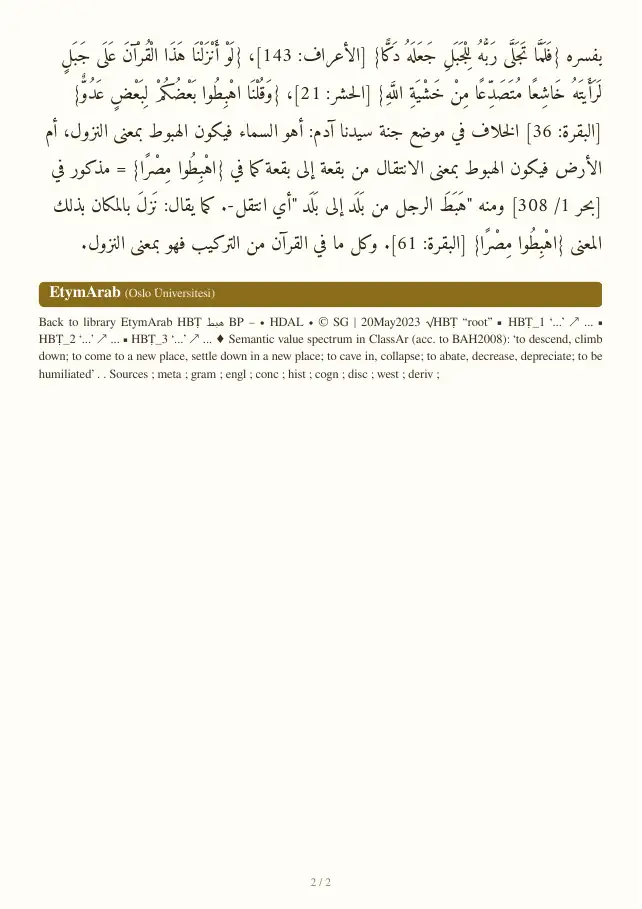 يفسره {فَلَمَّا تَجَلَّى رَبُّهُ لِلْجَبَلِ جَعَلَهُ دَكًّا} [الأعراف: 143]، {لَوْ أَنْزَلْنَا هَذَا الْقُرْآنَ عَلَى جَبَلٍ
لَرَأَيْتَهُ خَاشِعًا مُتَصَدِّعًا مِنْ خَشْيَةِ اللَّهِ} [الحشر: 21]، {وَقُلْنَا اهْبِطُوا بَعْضُكُمْ لِبَعْضٍ عَدُوٌّ}
[البقرة: 36] الخلاف في موضع جنة سيدنا آدم: أهو السماء فيكون الهبوط بمعنى النزول، أم
الأرض فيكون الهبوط بمعنى الانتقال من بقعة إلى بقعة كما في {اهْبِطُوا مِصْرًا} = مذكور في
[بحر 1/ 308] ومنه "هَبَطَ الرجل من بَلَد إلى بَلَد "أي انتقل-. كما يقال: نَزلَ بالمكان بذلك
المعنى {اهْبِطُوا مِصْرًا} [البقرة: 61]. وكل ما في القرآن من التركيب فهو بمعنى النزول.
EtymArab (Oslo Üniversitesi)
Back to library EtymArab HBṬ هبط BP – • HDAL • © SG | 20May2023 √HBṬ “root” ▪ HBṬ_1 ‘...’ ↗ ... ▪
HBṬ_2 ‘...’ ↗ ... ▪ HBṬ_3 ‘...’ ↗ ... ♦ Semantic value spectrum in ClassAr (acc. to BAH2008): ‘to descend, climb
down; to come to a new place, settle down in a new place; to cave in, collapse; to abate, decrease, depreciate; to be
humiliated’ . . Sources ; meta ; gram ; engl ; conc ; hist ; cogn ; disc ; west ; deriv ;
2 / 2